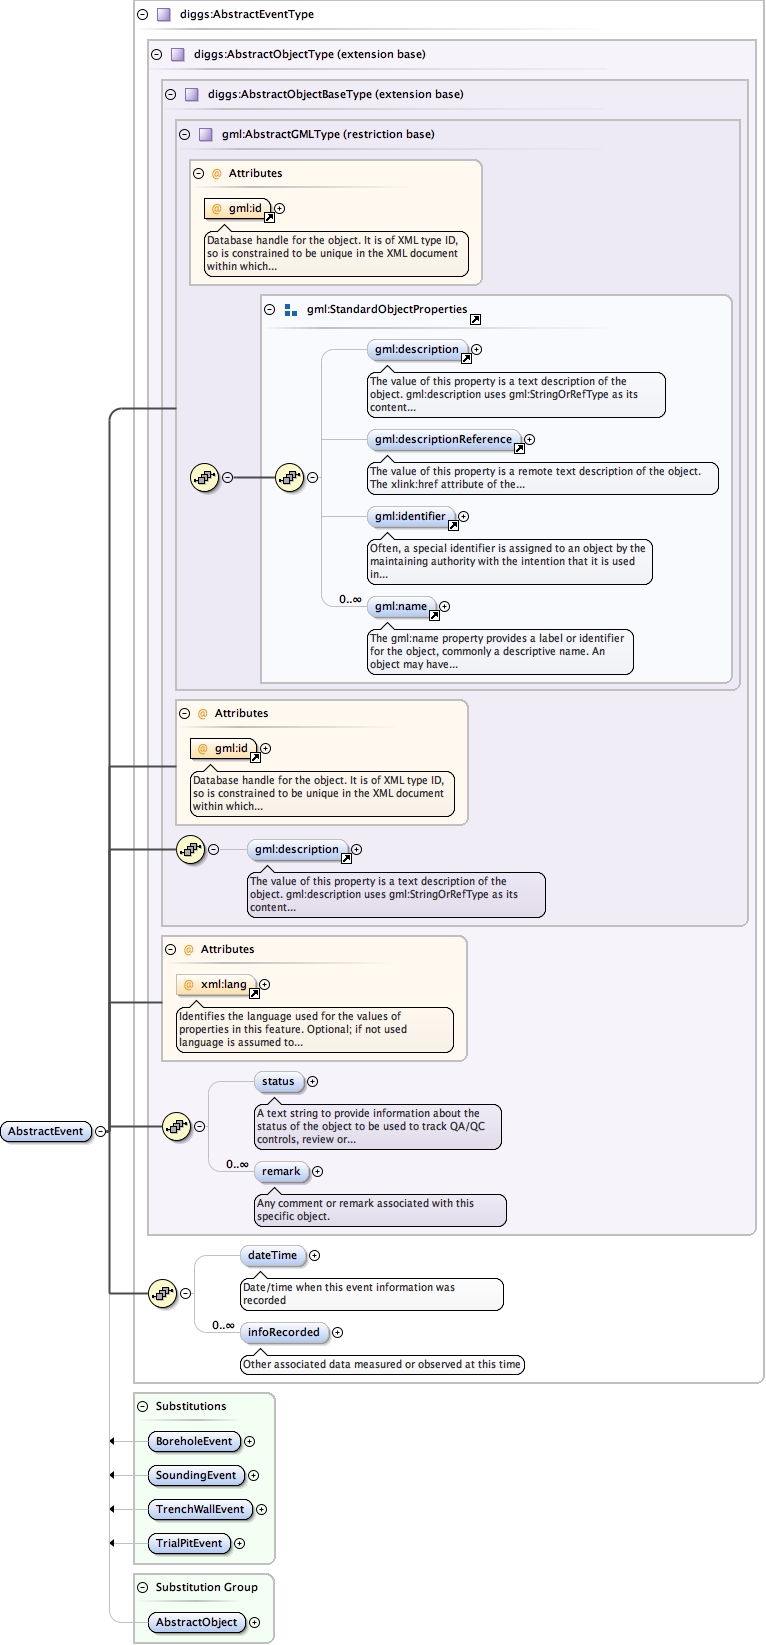 diggs:AbstractEventType
diggs:AbstractObjectType (extension base)
diggs:AbstractObjectBaseType (extension base)
gml:AbstractGMLType (restriction base)
@ Attributes
@ gml:id
Database handle for the object. It is of XML type ID,
so is constrained to be unique in the XML document
within which...
gml:StandardObjectProperties
gml:description
The value of this property is a text description of the
object. gml:description uses gml:StringOrRefType as its
content...
gml:descriptionReference
The value of this property is a remote text description of the object.
The xlink:href attribute of the...
gml:identifier
Often, a special identifier is assigned to an object by the
maintaining authority with the intention that it is used
in...
0..∞
gml:name
The gml:name property provides a label or identifier
for the object, commonly a descriptive name. An
object may have...
@ Attributes
@ gml:id
Database handle for the object. It is of XML type ID,
so is constrained to be unique in the XML document
within which...
gml:description
The value of this property is a text description of the
object. gml:description uses gml:StringOrRefType as its
content...
@ Attributes
@ xml:lang
Identifies the language used for the values of
properties in this feature. Optional; if not used
language is assumed to...
status
A text string to provide information about the
status of the object to be used to track QA/QC
controls, review or...
AbstractEvent
0..∞
remark
Any comment or remark associated with this
specific object.
dateTime
Date/time when this event information was
recorded
0..∞
infoRecorded
Other associated data measured or observed at this time
Substitutions
BoreholeEvent
SoundingEvent
TrenchWallEvent
TrialPitEvent
Substitution Group
AbstractObject